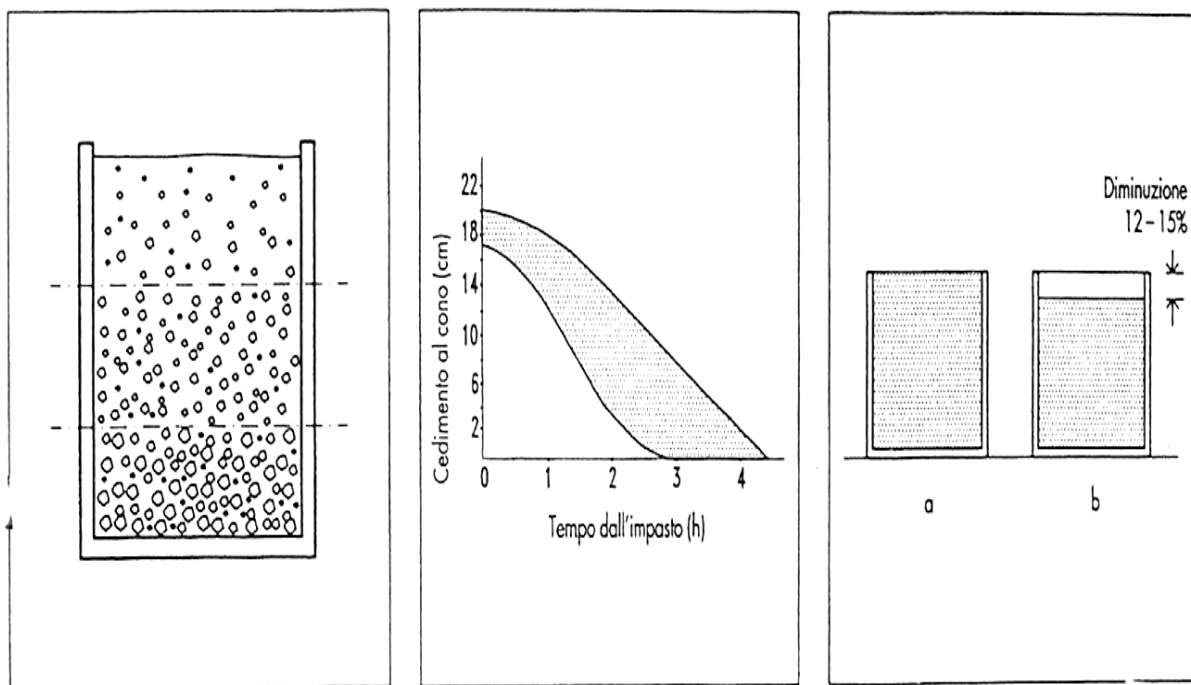 22
18
14
10
6
2
Cedimento al cono (cm)
0 1 2 3 4
Tempo dall'impasto (h)
Diminuzione
12-15%
a b